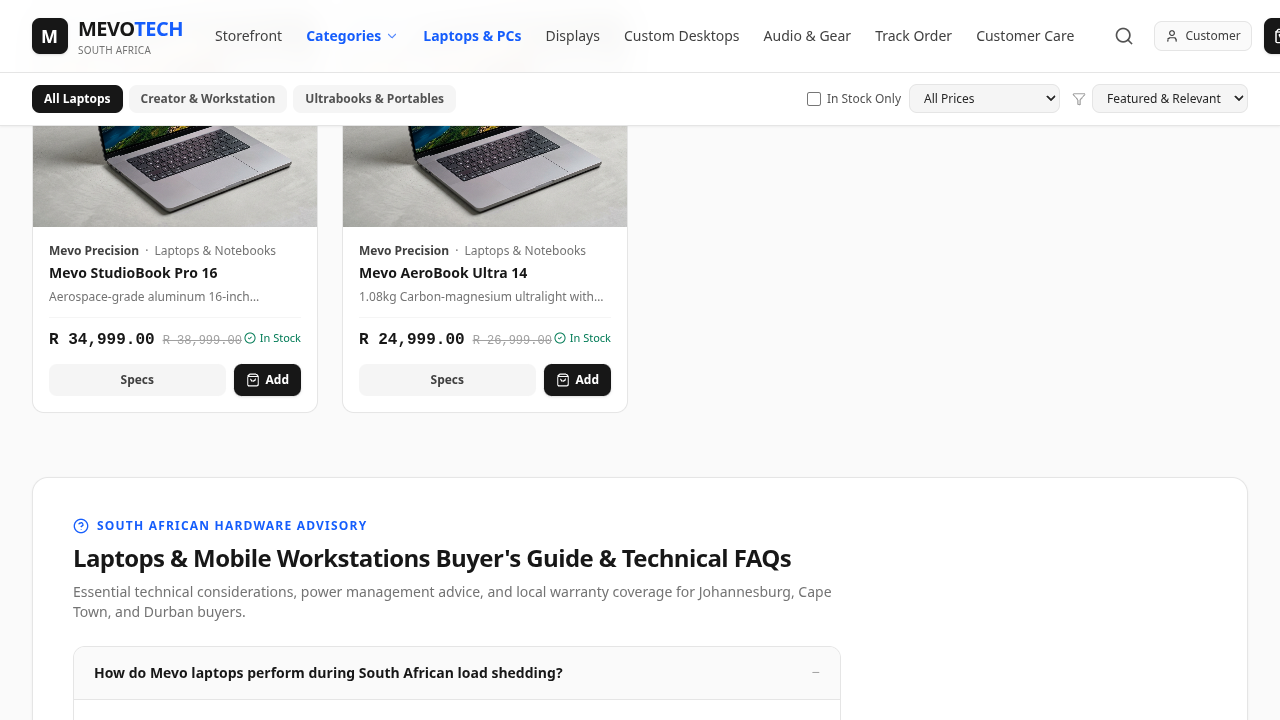 M MEVOTECH
SOUTH AFRICA
Storefront Categories Laptops & PCs Displays Custom Desktops Audio & Gear Track Order Customer Care Customer
All Laptops Creator & Workstation Ultrabooks & Portables In Stock Only All Prices Featured & Relevant
Mevo Precision · Laptops & Notebooks
Mevo StudioBook Pro 16
Aerospace-grade aluminum 16-inch...
R 34,999.00 R 38,999.00 In Stock
Specs Add
Mevo Precision · Laptops & Notebooks
Mevo AeroBook Ultra 14
1.08kg Carbon-magnesium ultralight with...
R 24,999.00 R 26,999.00 In Stock
Specs Add
SOUTH AFRICAN HARDWARE ADVISORY
Laptops & Mobile Workstations Buyer's Guide & Technical FAQs
Essential technical considerations, power management advice, and local warranty coverage for Johannesburg, Cape
Town, and Durban buyers.
How do Mevo laptops perform during South African load shedding? −